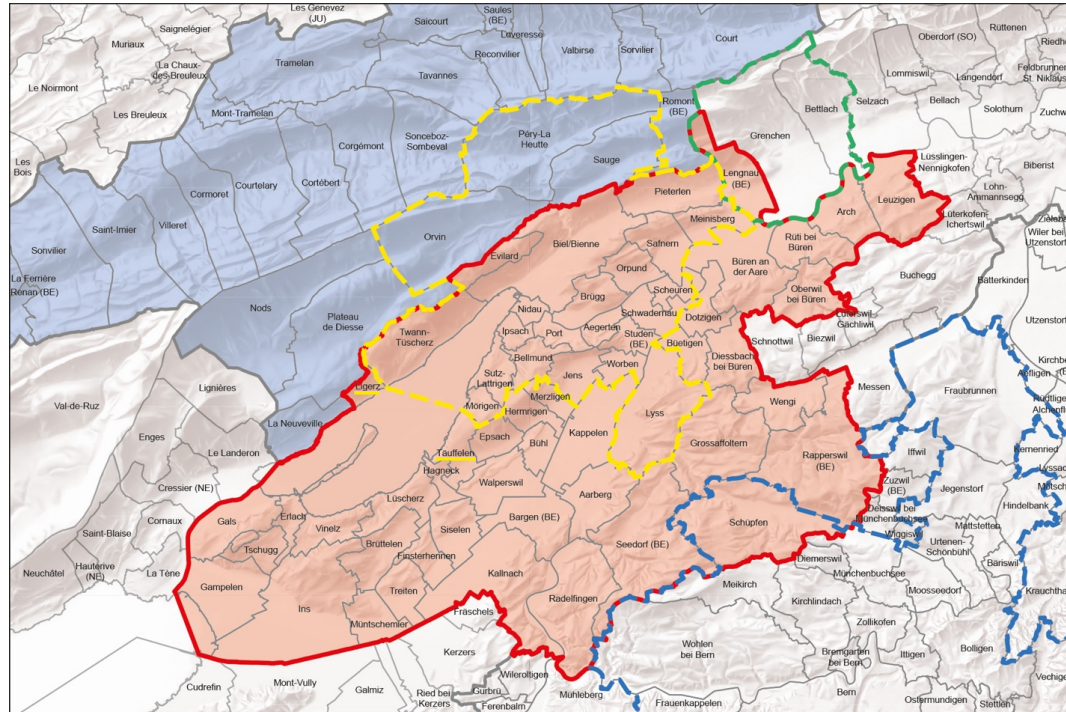 Les Genevez
(JU)
Saignelégier
Muriaux
La Chaux-
des-Breuleux
Le Noirmont
Les Breuleux
Les
Bois
Saicourt
Saules
(BE)
Loveresse
Reconvilier
Valbirse
Sorvilier
Court
Tramelan
Tavannes
Mont-Tramelan
Romont
(BE)
Oberdorf (SO)
Rüttenen
Riedh
Feldbrunnen
St. Niklaus
Lommiswil
Langendorf
Selzach
Bellach
Solothurn
Zuchw
Bettlach
Grenchen
Sonceboz-
Sombeval
Péry-La
Heutte
Sauge
Corgémont
Cortébert
Courtelary
Cormoret
Villeret
Saint-Imier
Sonvilier
La Ferrière
Rénan (BE)
Orvin
Nods
Plateau
de Diesse
La Neuveville
Lengnau
(BE)
Pieterlen
Meinisberg
Arch
Leuzigen
Lüsslingen-
Nennigkofen
Biberist
Lohn-
Ammannsegg
Lüterkofen-
Ichertswil
Zielebach
Wiler bei
Utzenstorf
Buchegg
Bätterkinden
Utzenstorf
Evilard
Biel/Bienne
Safnern
Orpund
Rüti bei
Büren
Büren an
der Aare
Oberwil
bei Büren
Scheuren
Brügg
Schwadernau
Dotzigen
Nidau
Ipsach
Port
Aegerten
Studen
(BE)
Büetigen
Diessbach
bei Büren
Lüterswil-
Gächliwil
Schnottwil
Biezwil
Twann-
Tüscherz
Ligerz
Bellmund
Sutz-
Lattrigen
Jens
Worben
Merzligen
Mörigen
Hermrigen
Epsach
Bühl
Kappelen
Lyss
Wengi
Messen
Fraubrunnen
Kirchbe
Aefligen
Rüdtligen
Alchenflü
Kernenried
Lyssac
Mötsch
Hindelbank
Grossaffoltern
Rapperswil
(BE)
Iffwil
Zuzwil
(BE)
Jegenstorf
Deisswil bei
Münchenbuchsee
Wiggiswil
Mattstetten
Urtenen-
Schönbühl
Bäriswil
Täuffelen
Hagneck
Walperswil
Aarberg
Bargen (BE)
Lüscherz
Siselen
Schüpfen
Seedorf (BE)
Diemerswil
Münchenbuchsee
Moosseedorf
Meikirch
Kirchlindach
Zollikofen
Krauchtha
Val-de-Ruz
Lignières
Enges
Le Landeron
Cressier (NE)
Cornaux
Saint-Blaise
Hauterive
(NE)
Neuchâtel
La Tène
Gals
Erlach
Tschugg
Vinelz
Brüttelen
Finsterhennen
Gampelen
Ins
Treiten
Müntschemier
Kallnach
Radelfingen
Fräschels
Kerzers
Wileroltigen
Gurbrü
Ferenbalm
Mühleberg
Wohlen
bei Bern
Bremgarten
bei Bern
Ittigen
Bolligen
Vechige
Bern
Ostermundigen
Stettlen
Frauenkappelen
Cudrefin
Mont-Vully
Galmiz
Ried bei
Kerzers